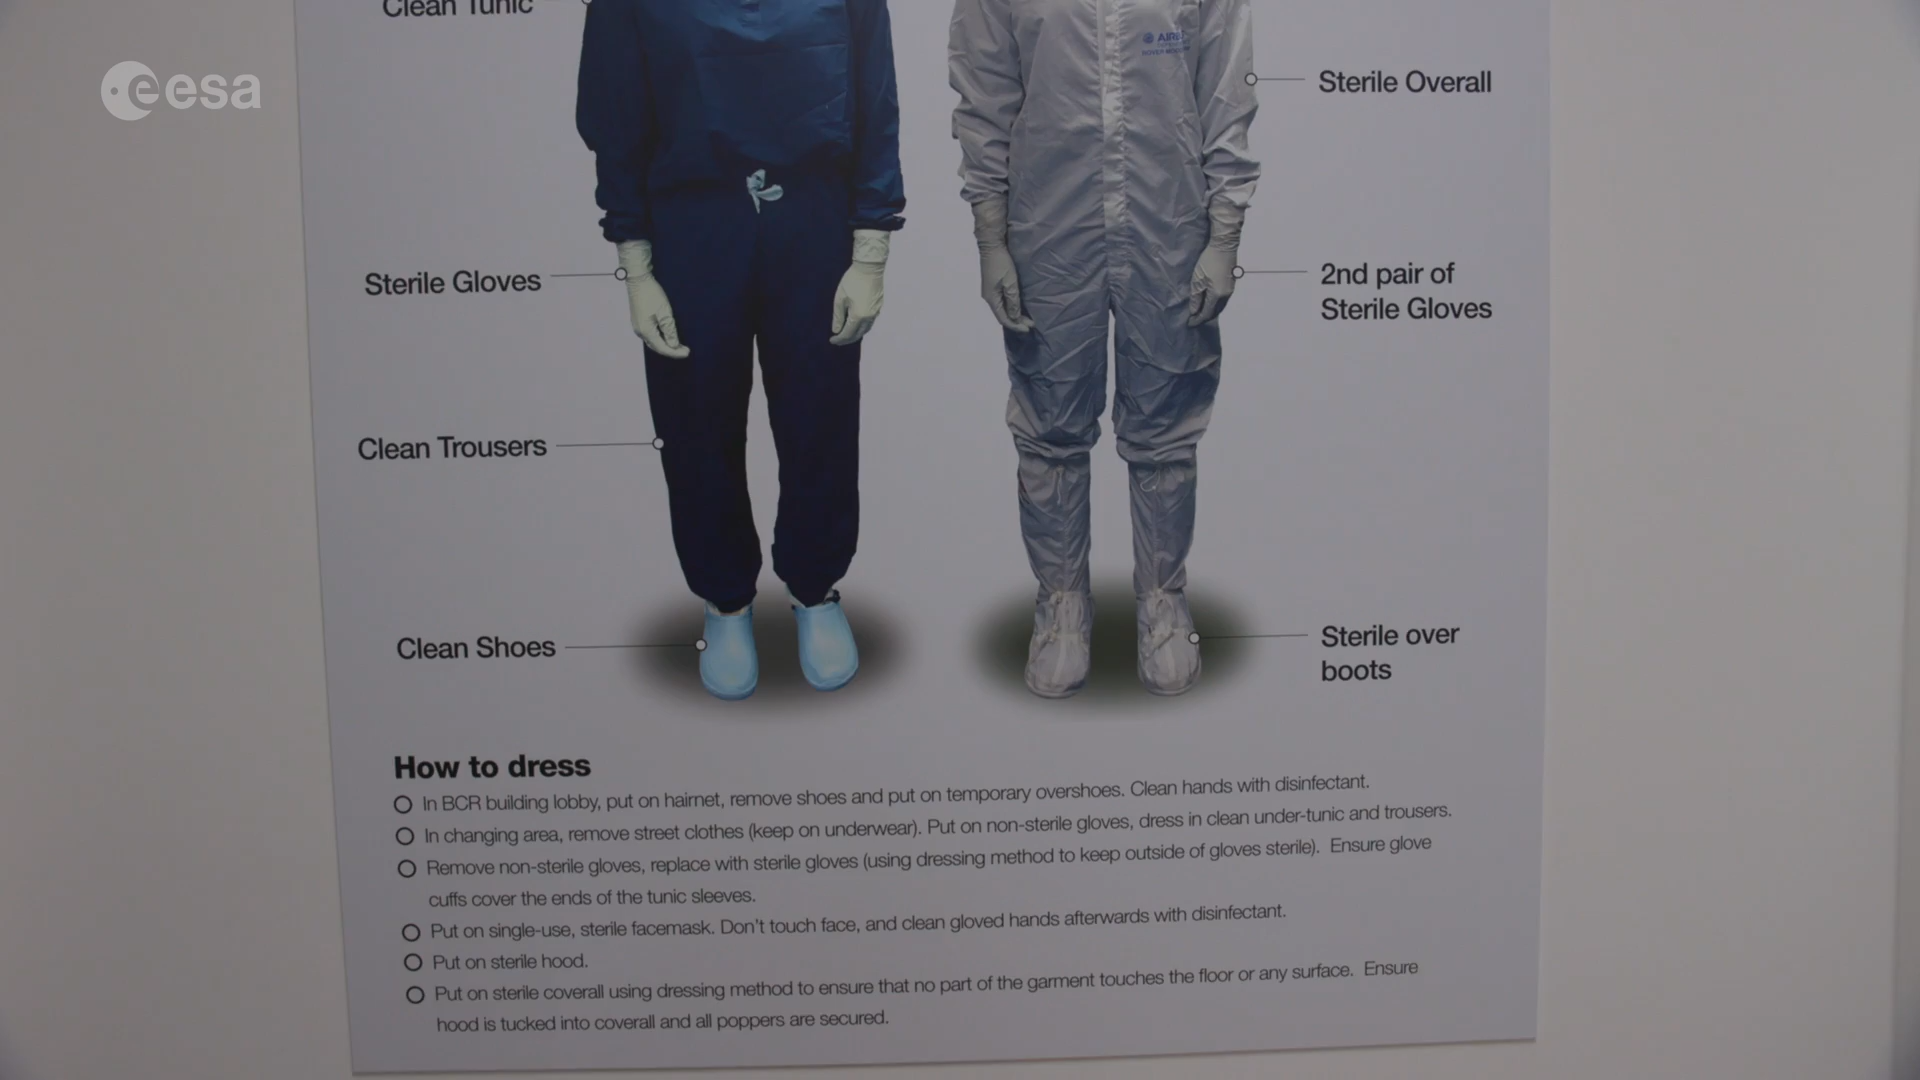 Clean Tunic
eesa
Sterile Overall
Sterile Gloves
2nd pair of
Sterile Gloves
Clean Trousers
Clean Shoes
Sterile over
boots
How to dress
In BCR building lobby, put on hairnet, remove shoes and put on temporary overshoes. Clean hands with disinfectant.
In changing area, remove street clothes (keep on underwear). Put on non-sterile gloves, dress in clean under-tunic and trousers.
Remove non-sterile gloves, replace with sterile gloves (using dressing method to keep outside of gloves sterile). Ensure glove
cuffs cover the ends of the tunic sleeves.
Put on single-use, sterile facemask. Don't touch face, and clean gloved hands afterwards with disinfectant.
Put on sterile hood.
Put on sterile coverall using dressing method to ensure that no part of the garment touches the floor or any surface. Ensure
hood is tucked into coverall and all poppers are secured.